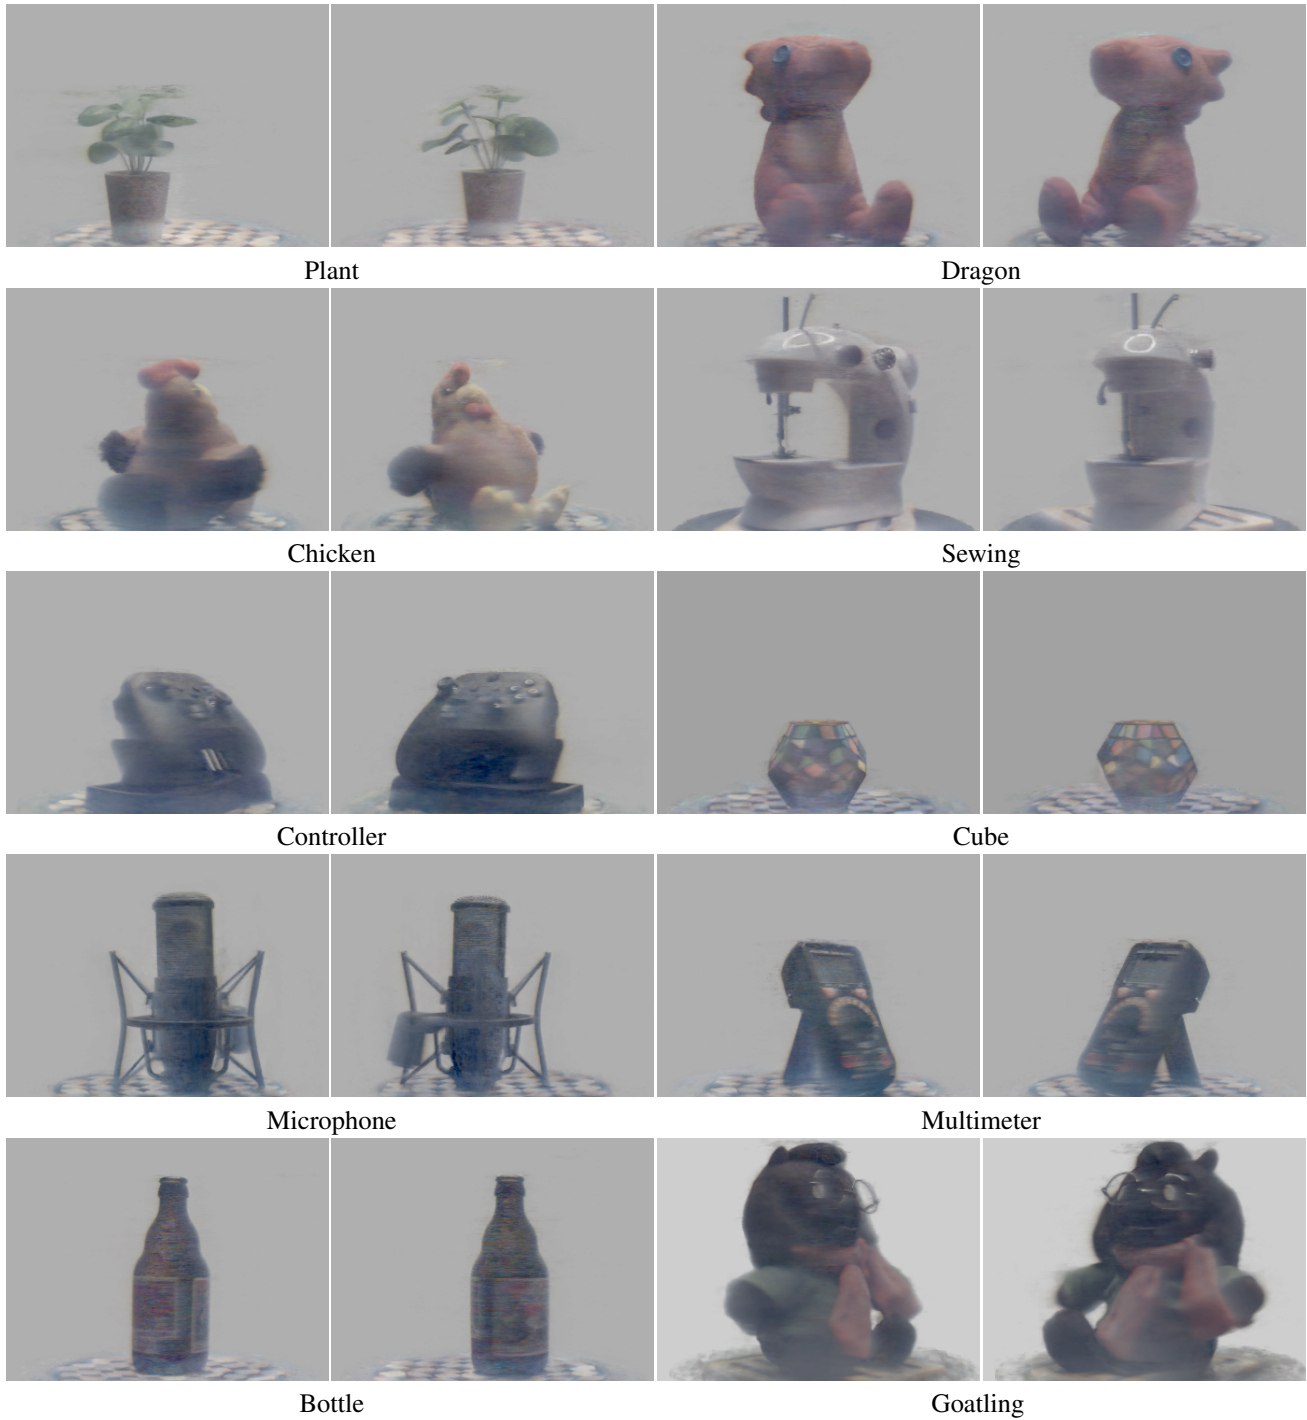 Plant
Dragon
Chicken
Sewing
Controller
Cube
Microphone
Multimeter
Bottle
Goatling